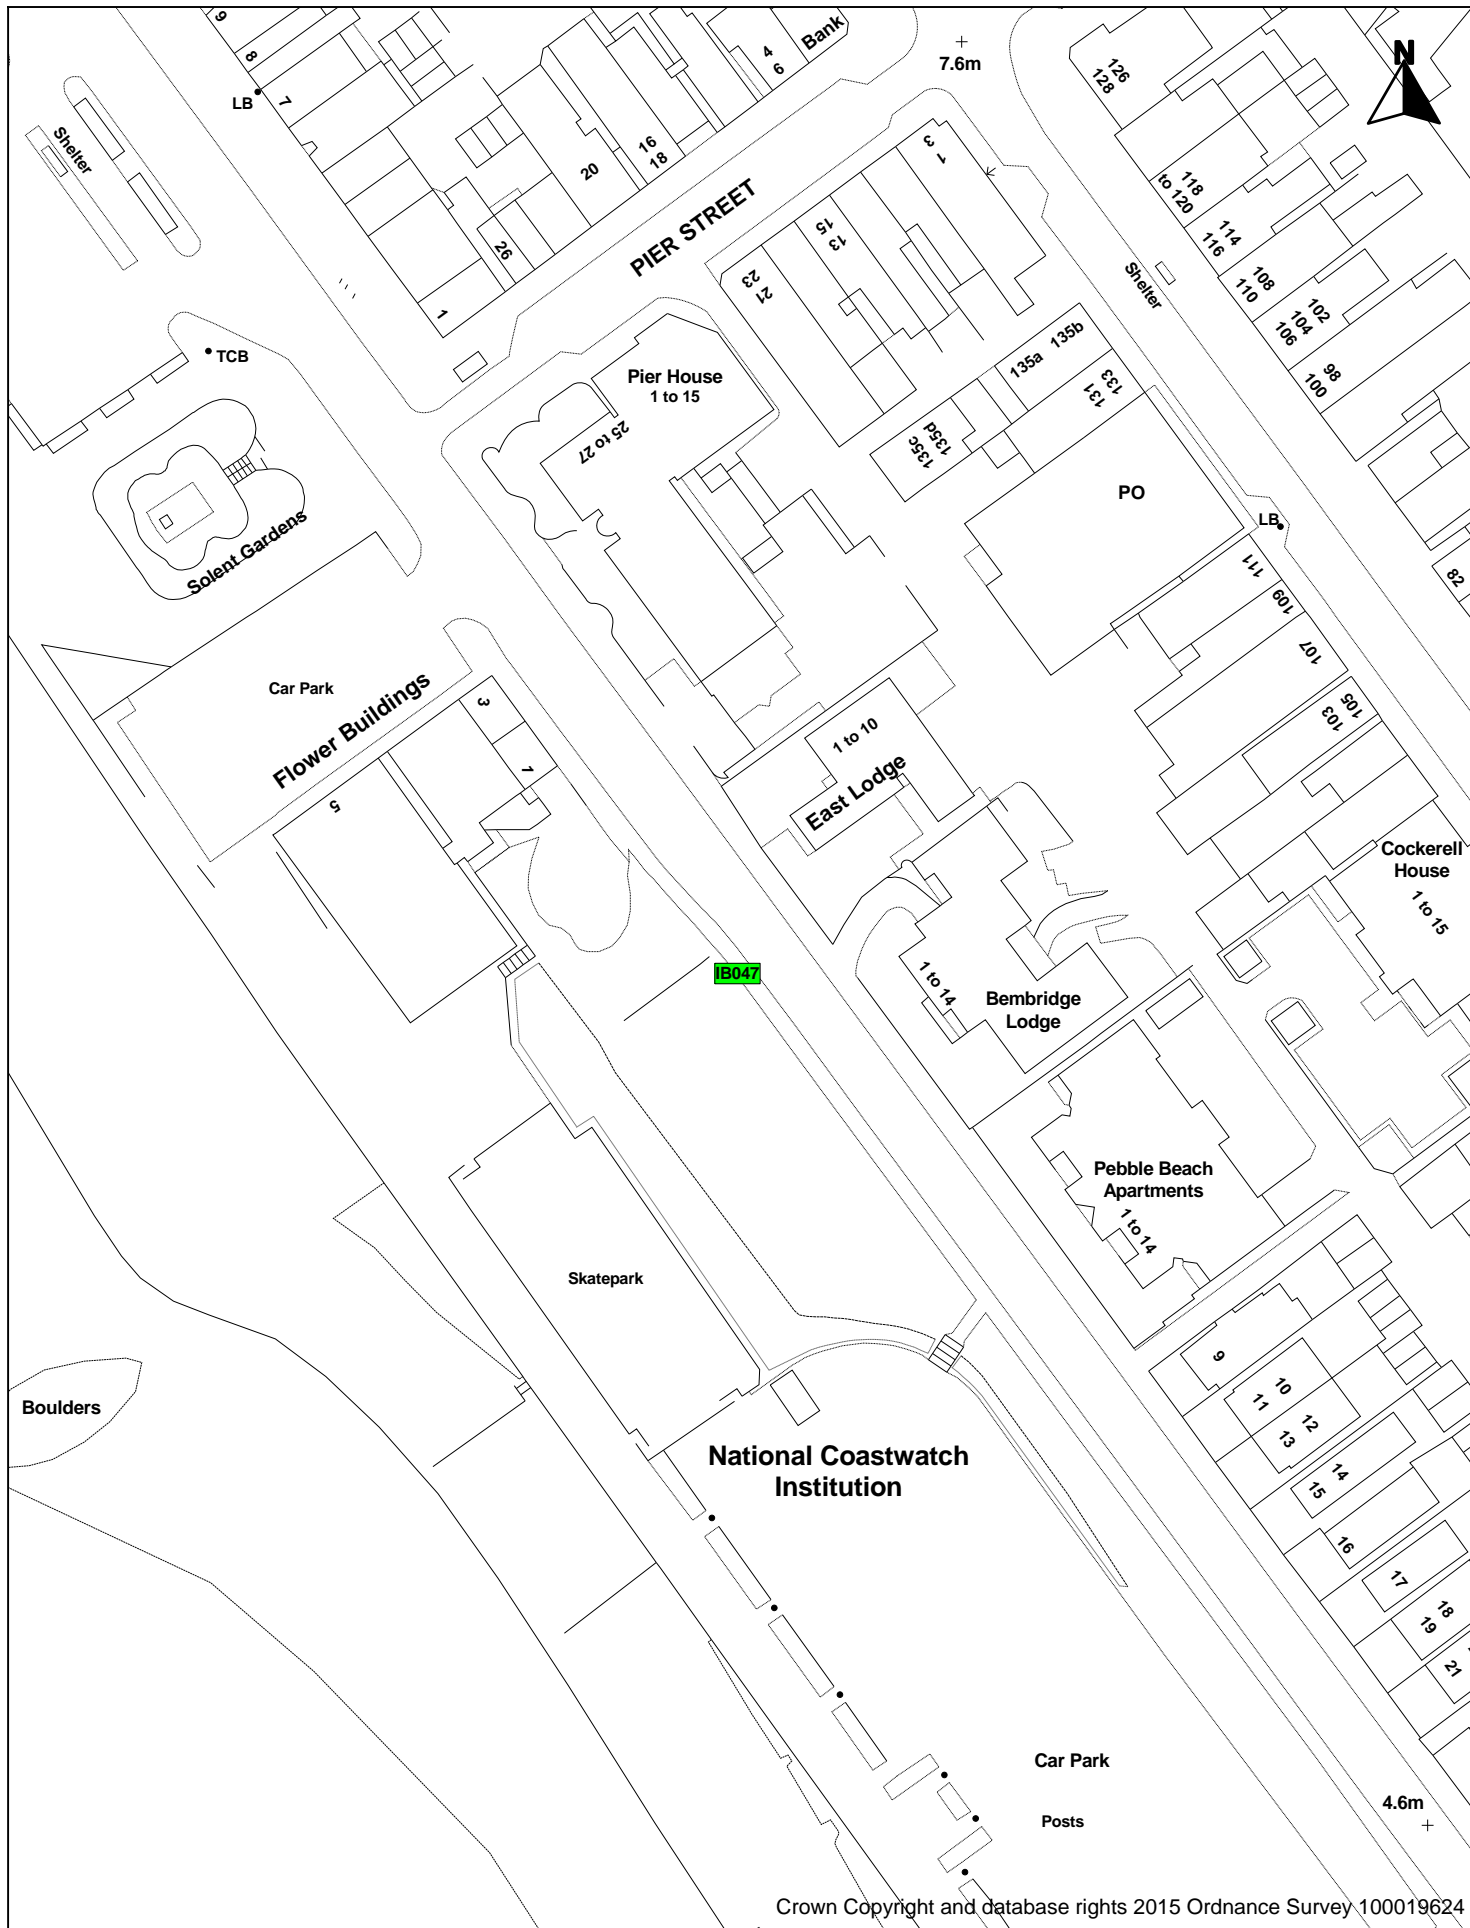 9
8
7
LB
Shelter
4
6
Bank
7.6m
N
126
128
16
18
20
26
1
PIER STREET
3
1
15
13
23
21
118
to 120
114
116
108
110
102
104
106
98
100
Shelter
TCB
Solent Gardens
Pier House
1 to 15
25 to 27
135a
135b
133
131
135c
135d
PO
LB
82
111
109
107
105
103
Car Park
Flower Buildings
3
1
5
1 to 10
East Lodge
Cockerell
House
1 to 15
IB047
1 to 14
Bembridge
Lodge
Pebble Beach
Apartments
1 to 14
Skatepark
Boulders
National Coastwatch
Institution
9
10
11
12
13
14
15
16
17
18
19
21
Car Park
Posts
4.6m
Crown Copyright and database rights 2015 Ordnance Survey 100019624